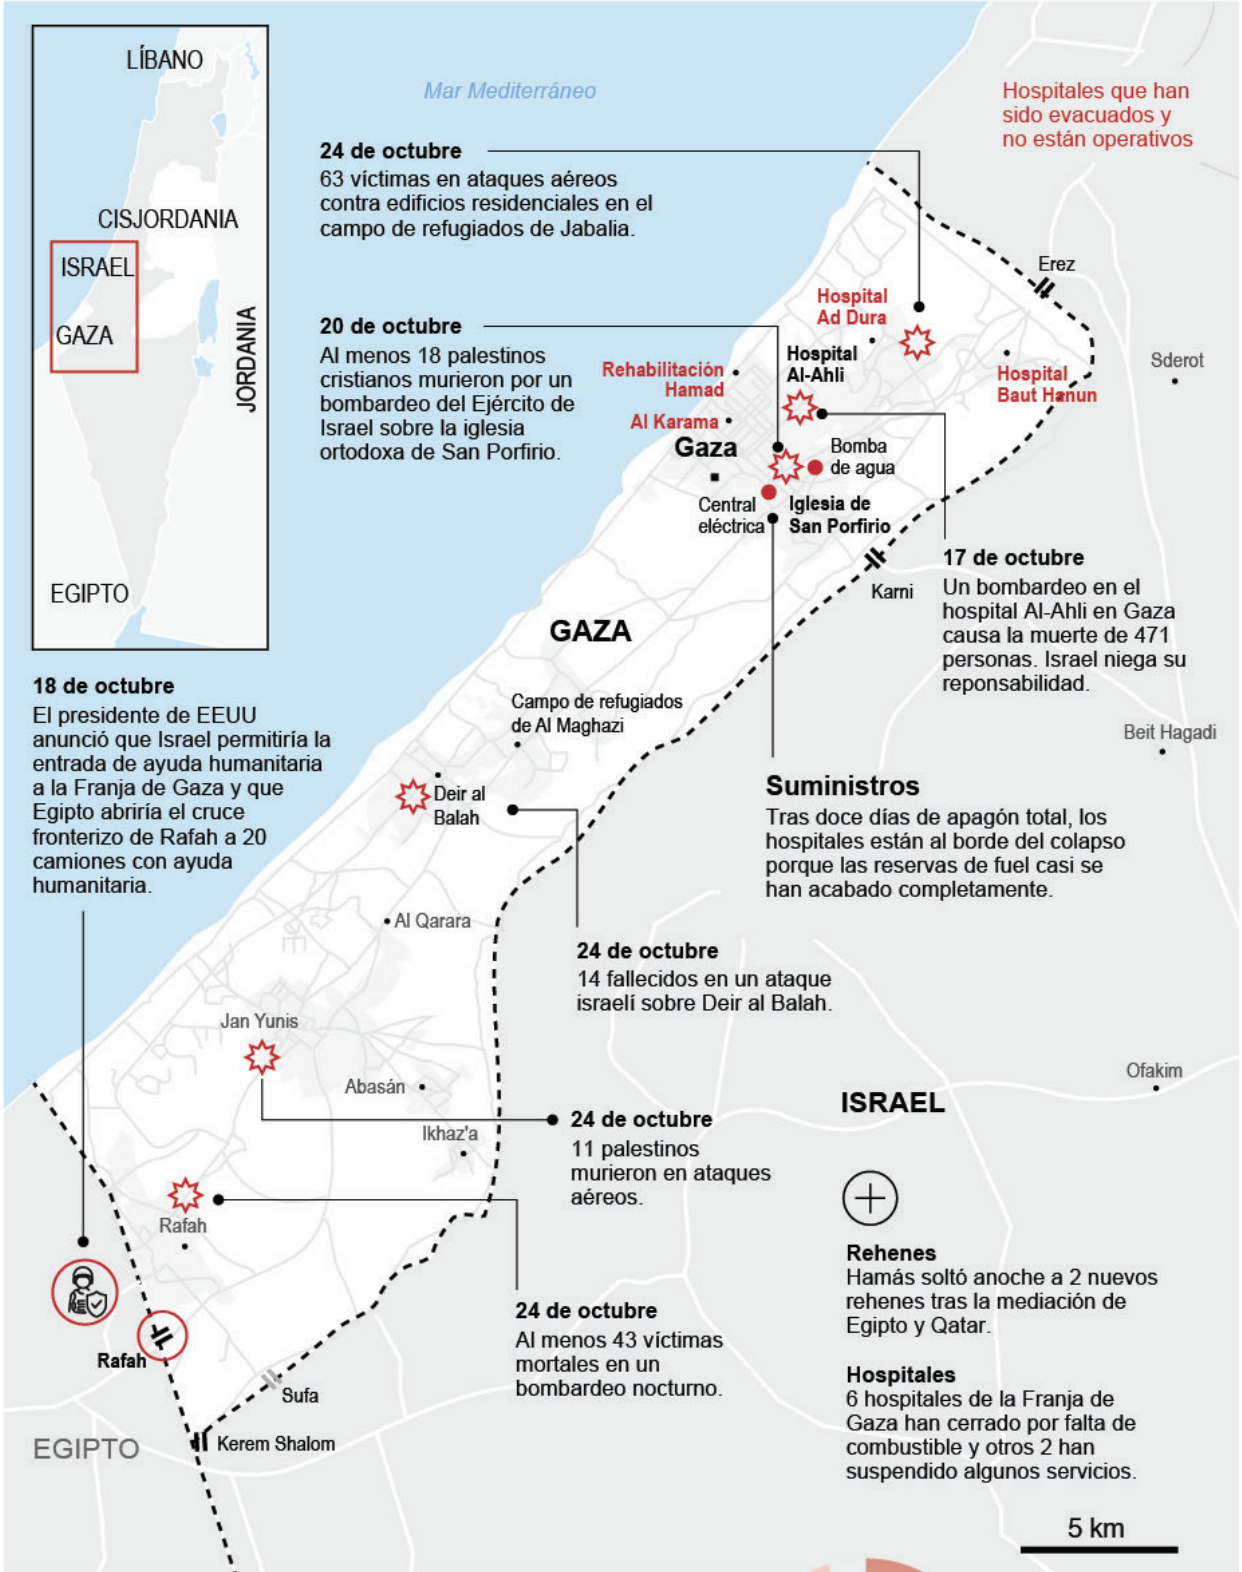 LÍBANO
CISJORDANIA
ISRAEL
GAZA
JORDANIA
EGIPTO
Mar Mediterráneo
Hospitales que han
sido evacuados y
no están operativos
24 de octubre
63 víctimas en ataques aéreos
contra edificios residenciales en el
campo de refugiados de Jabalia.
20 de octubre
Al menos 18 palestinos
cristianos murieron por un
bombardeo del Ejército de
Israel sobre la iglesia
ortodoxa de San Porfirio.
Erez
Hospital
Ad Dura
Hospital
Al-Ahli
Rehabilitación
Hamad
Al Karama
Hospital
Baut Hanun
Sderot
Gaza
Bomba
de agua
Central
eléctrica
Iglesia de
San Porfirio
Karni
17 de octubre
Un bombardeo en el
hospital Al-Ahli en Gaza
causa la muerte de 471
personas. Israel niega su
reponsabilidad.
GAZA
18 de octubre
El presidente de EEUU
anunció que Israel permitiría la
entrada de ayuda humanitaria
a la Franja de Gaza y que
Egipto abriría el cruce
fronterizo de Rafah a 20
camiones con ayuda
humanitaria.
Campo de refugiados
de Al Maghazi
Beit Hagadi
Deir al
Balah
Suministros
Tras doce días de apagón total, los
hospitales están al borde del colapso
porque las reservas de fuel casi se
han acabado completamente.
Al Qarara
24 de octubre
14 fallecidos en un ataque
israelí sobre Deir al Balah.
Jan Yunis
Abasán
Ikhaz'a
Ofakim
ISRAEL
24 de octubre
11 palestinos
murieron en ataques
aéreos.
Rafah
Rehenes
Hamás soltó anoche a 2 nuevos
rehenes tras la mediación de
Egipto y Qatar.
24 de octubre
Al menos 43 víctimas
mortales en un
bombardeo nocturno.
Rafah
Sufa
Kerem Shalom
EGIPTO
Hospitales
6 hospitales de la Franja de
Gaza han cerrado por falta de
combustible y otros 2 han
suspendido algunos servicios.
5 km